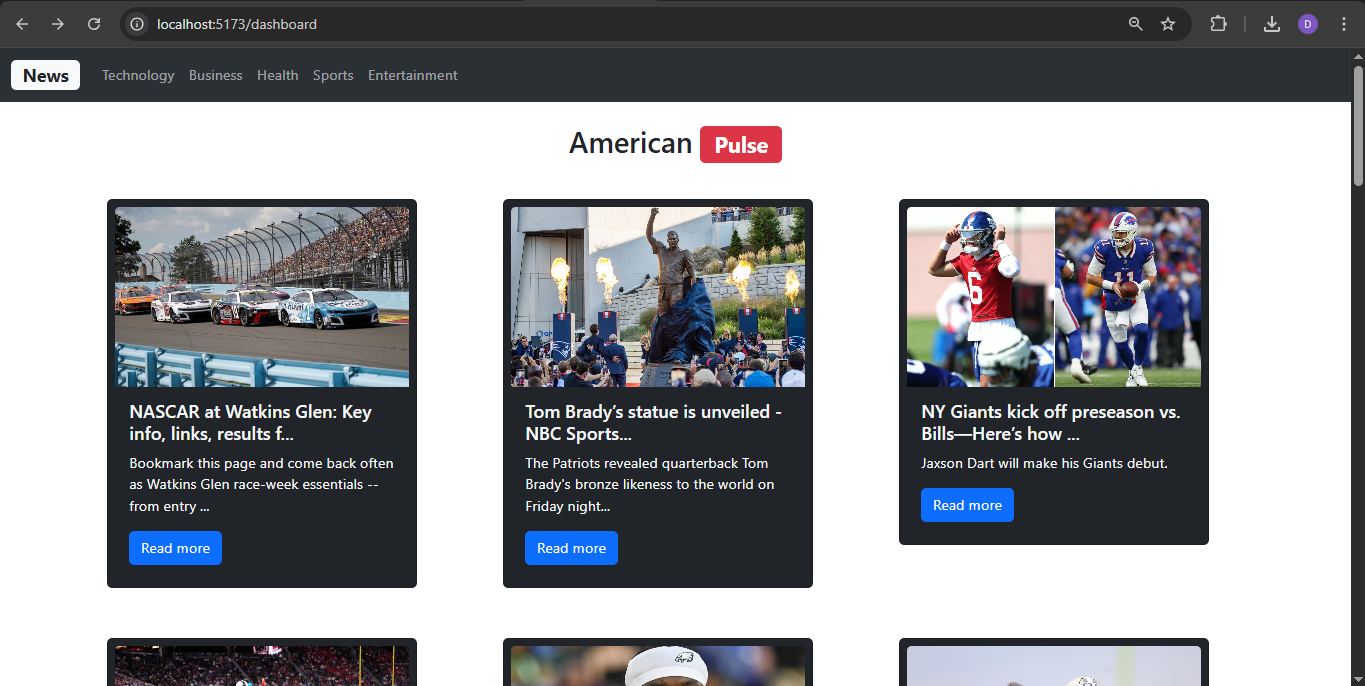 localhost:5173/dashboard
D
News Technology Business Health Sports Entertainment
American Pulse
NASCAR at Watkins Glen: Key
info, links, results f...
Bookmark this page and come back often
as Watkins Glen race-week essentials --
from entry ...
Read more
Tom Brady’s statue is unveiled -
NBC Sports...
The Patriots revealed quarterback Tom
Brady's bronze likeness to the world on
Friday night...
Read more
6
11
NY Giants kick off preseason vs.
Bills—Here’s how ...
Jaxson Dart will make his Giants debut.
Read more